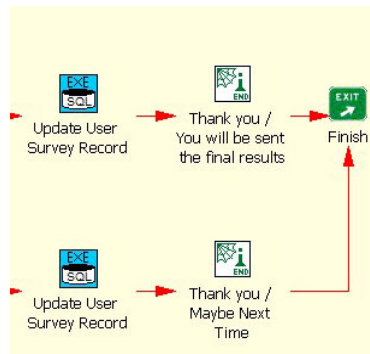 EXE
SQL
Update User
Survey Record
i
END
Thank you /
You will be sent
the final results
EXIT
Finish
EXE
SQL
Update User
Survey Record
i
END
Thank you /
Maybe Next
Time